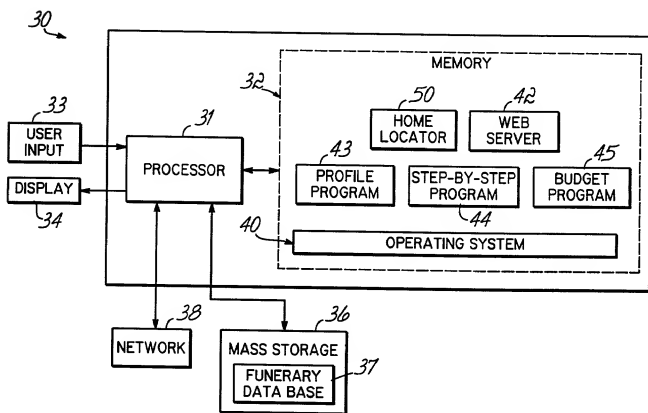 30
MEMORY
32
50
42
33
31
HOME
LOCATOR
WEB
SERVER
USER
INPUT
PROCESSOR
43
45
PROFILE
PROGRAM
STEP-BY-STEP
PROGRAM
BUDGET
PROGRAM
DISPLAY
34
44
40
OPERATING SYSTEM
38
36
NETWORK
MASS STORAGE
37
FUNERARY
DATA BASE